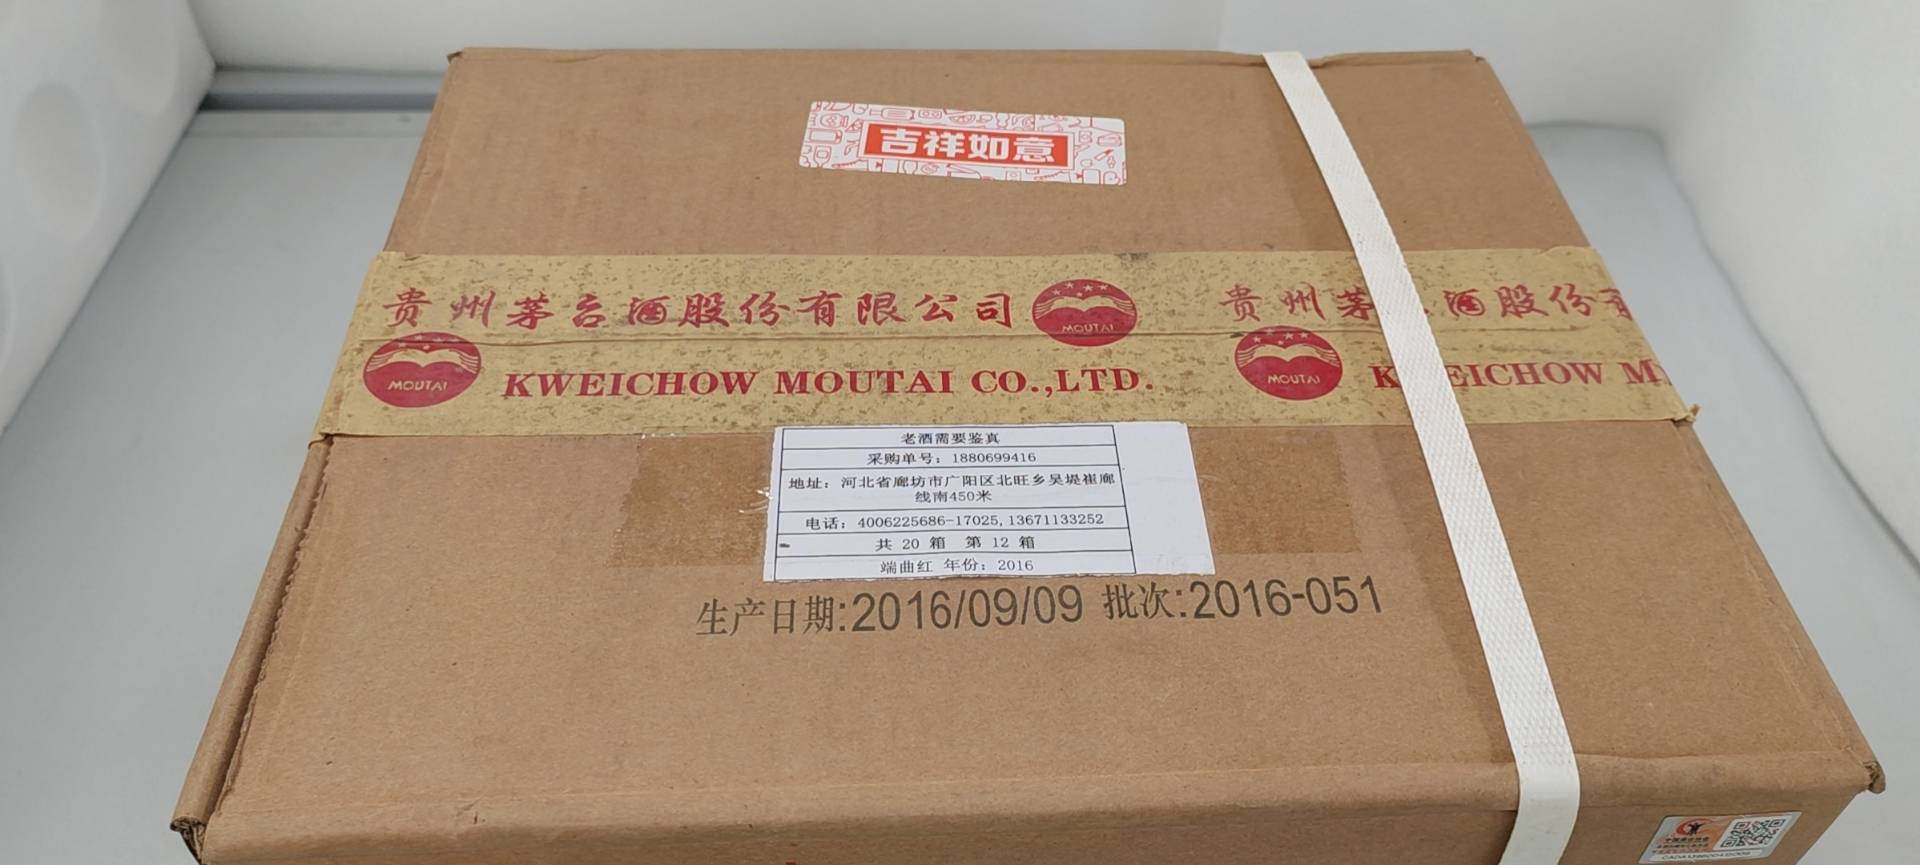 吉祥如意
贵州茅台酒股份有限公司 MOUTAI 贵州茅 酒股份
MOUTAI KWEICHOW MOUTAI CO.,LTD. MOUTAI K EICHOW M
老酒需要鉴真
采购单号：1880699416
地址：河北省廊坊市广阳区北旺乡吴堤崔廊
线南450米
电话：4006225686-17025,13671133252
共 20 箱 第 12 箱
端曲红 年份：2016
生产日期:2016/09/09 批次:2016-051